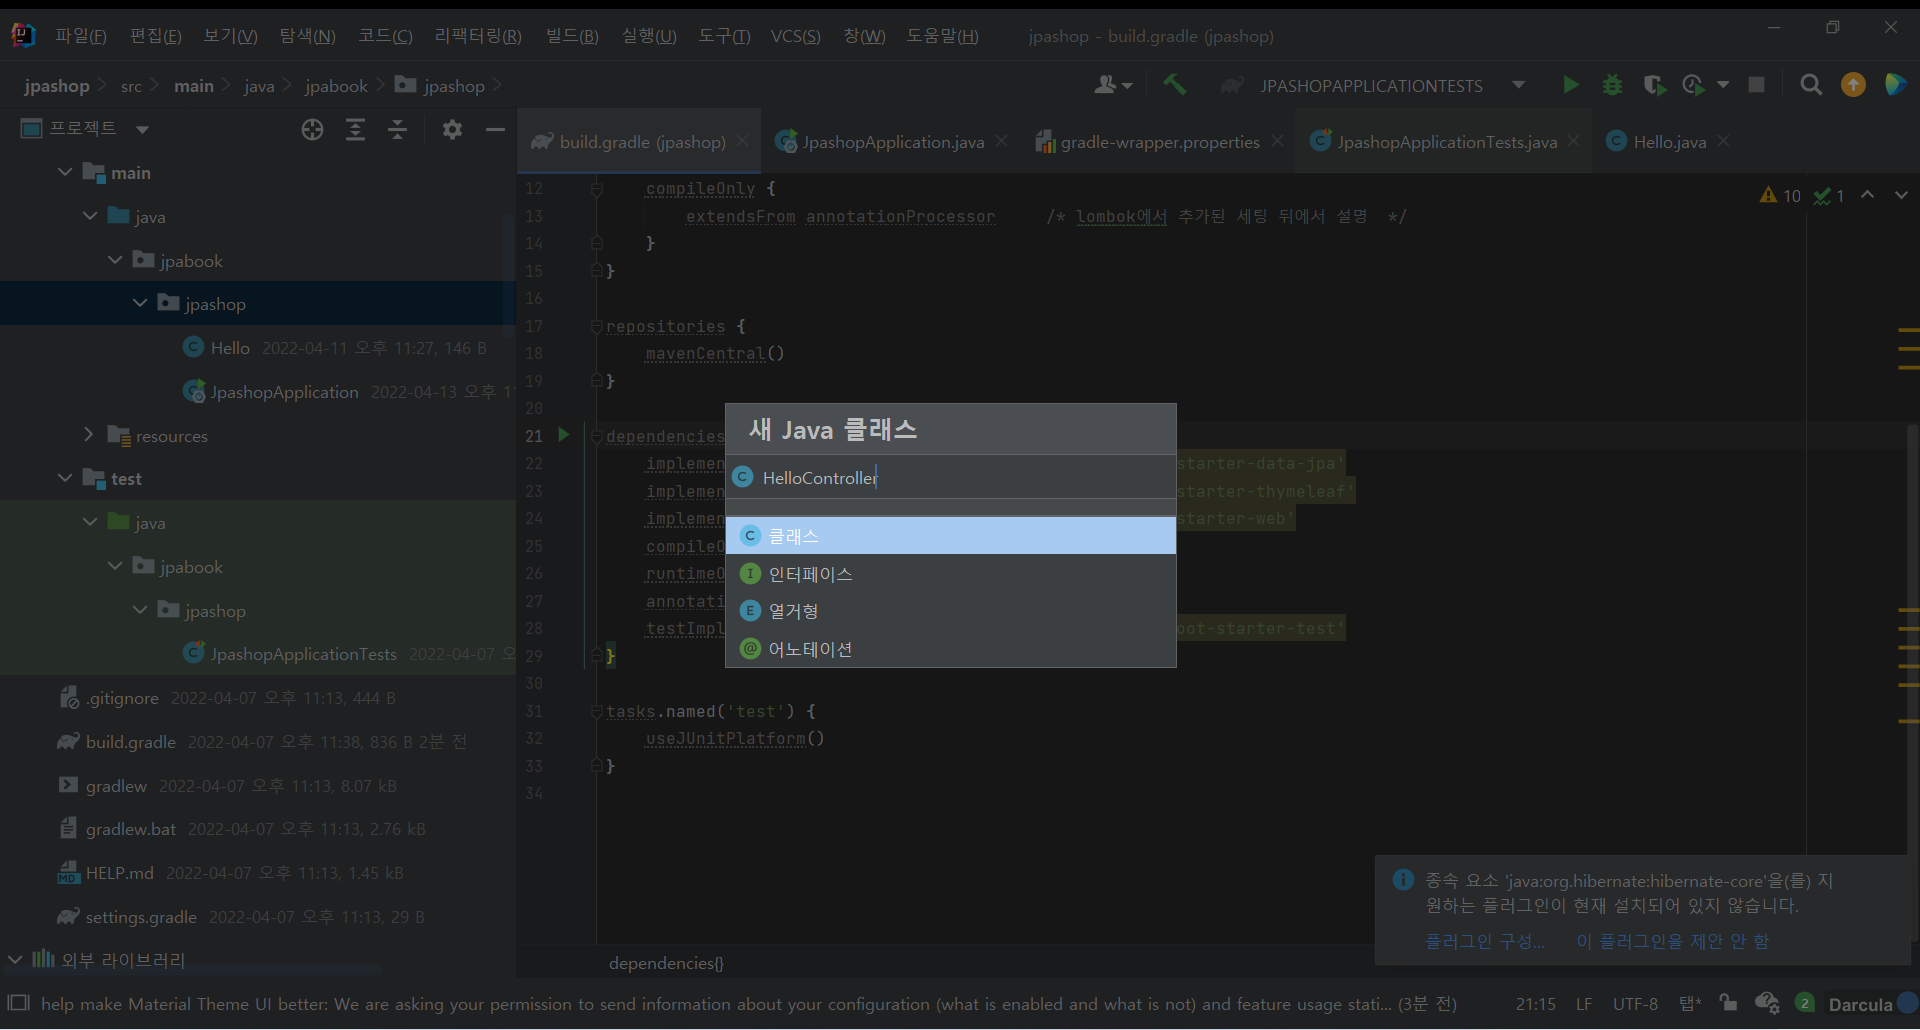 파일(F) 편집(E) 보기(V) 탐색(N) 코드(C) 리팩터링(R) 빌드(B) 실행(U) 도구(T) VCS(S) 창(W) 도움말(H) jpashop - build.gradle (jpashop)
jpashop src main java jpabook jpashop JPASHOPAPPLICATIONTESTS
프로젝트
build.gradle (jpashop) JpashopApplication.java gradle-wrapper.properties JpashopApplicationTests.java Hello.java
main
java
jpabook
jpashop
Hello 2022-04-11 오후 11:27, 146 B
JpashopApplication 2022-04-13 오후 1
resources
test
java
jpabook
jpashop
JpashopApplicationTests 2022-04-07 오
.gitignore 2022-04-07 오후 11:13, 444 B
build.gradle 2022-04-07 오후 11:38, 836 B 2분 전
gradlew 2022-04-07 오후 11:13, 8.07 kB
gradlew.bat 2022-04-07 오후 11:13, 2.76 kB
HELP.md 2022-04-07 오후 11:13, 1.45 kB
settings.gradle 2022-04-07 오후 11:13, 29 B
외부 라이브러리
10 1
12 compileOnly {
13 extendsFrom annotationProcessor /* lombok에서 추가된 세팅 뒤에서 설명 */
14 }
15 }
16
17 repositories {
18 mavenCentral()
19 }
20
21 dependencies
22 implemen starter-data-jpa'
23 implemen starter-thymeleaf'
24 implemen starter-web'
25 compileO
26 runtimeO
27 annotati
28 testImpl oot-starter-test'
29 }
30
31 tasks.named('test') {
32 useJUnitPlatform()
33 }
34
새 Java 클래스
HelloController
클래스
인터페이스
열거형
어노테이션
종속 요소 'java:org.hibernate:hibernate-core'을(를) 지
원하는 플러그인이 현재 설치되어 있지 않습니다.
플러그인 구성... 이 플러그인을 제안 안 함
dependencies{}
help make Material Theme UI better: We are asking your permission to send information about your configuration (what is enabled and what is not) and feature usage stati... (3분 전) 21:15 LF UTF-8 탭* 2 Darcula